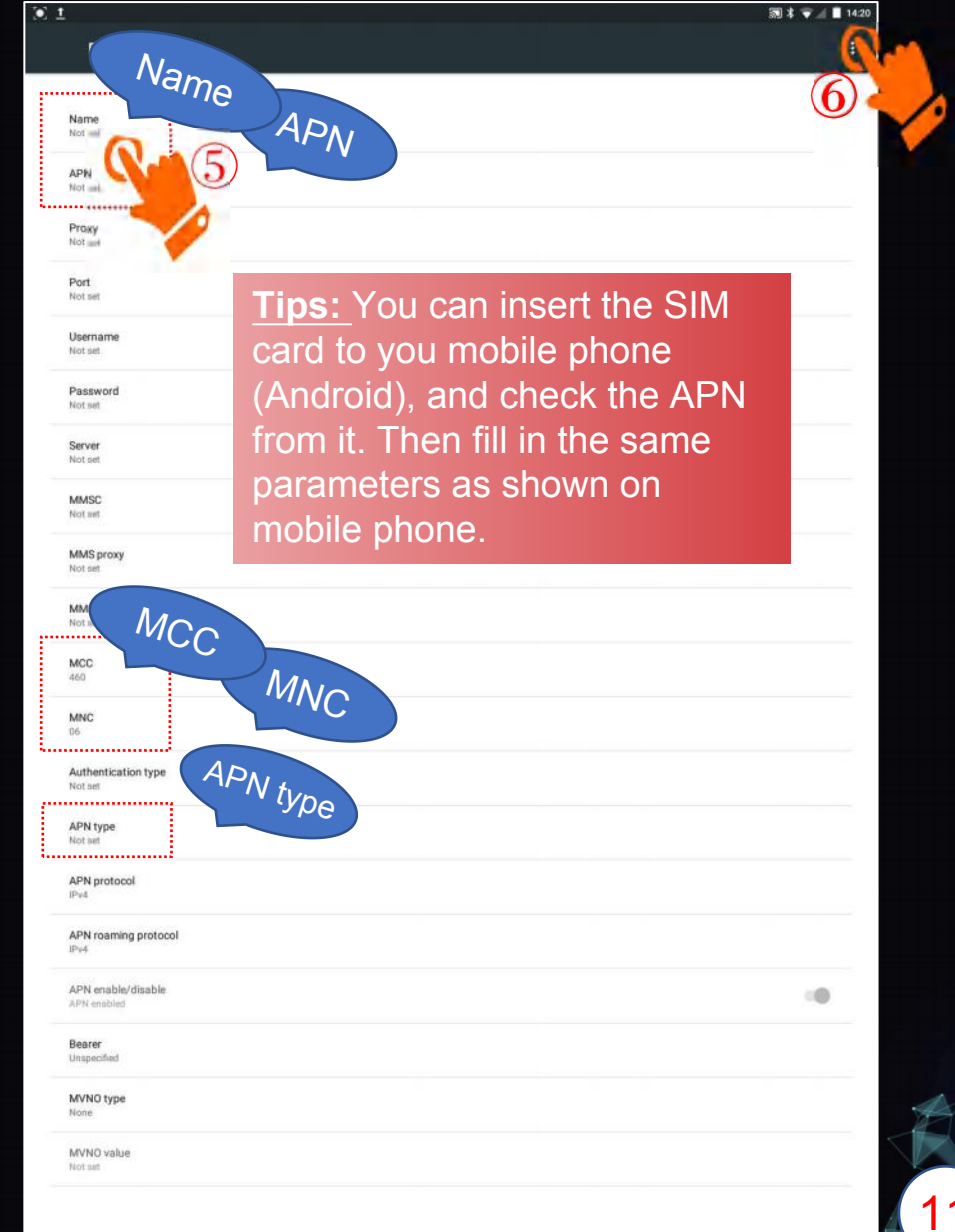 14:20
⑥
Name
APN
Name
Not set
⑤
APN
Not set
Proxy
Not set
Port
Not set
Tips: You can insert the SIM
card to you mobile phone
(Android), and check the APN
from it. Then fill in the same
parameters as shown on
mobile phone.
Username
Not set
Password
Not set
Server
Not set
MMSC
Not set
MMS proxy
Not set
MM
Not
MCC
MNC
MCC
460
MNC
06
Authentication type
Not set
APN type
APN type
Not set
APN protocol
IPv4
APN roaming protocol
IPv4
APN enable/disable
APN enabled
Bearer
Unspecified
MVNO type
None
MVNO value
Not set
11